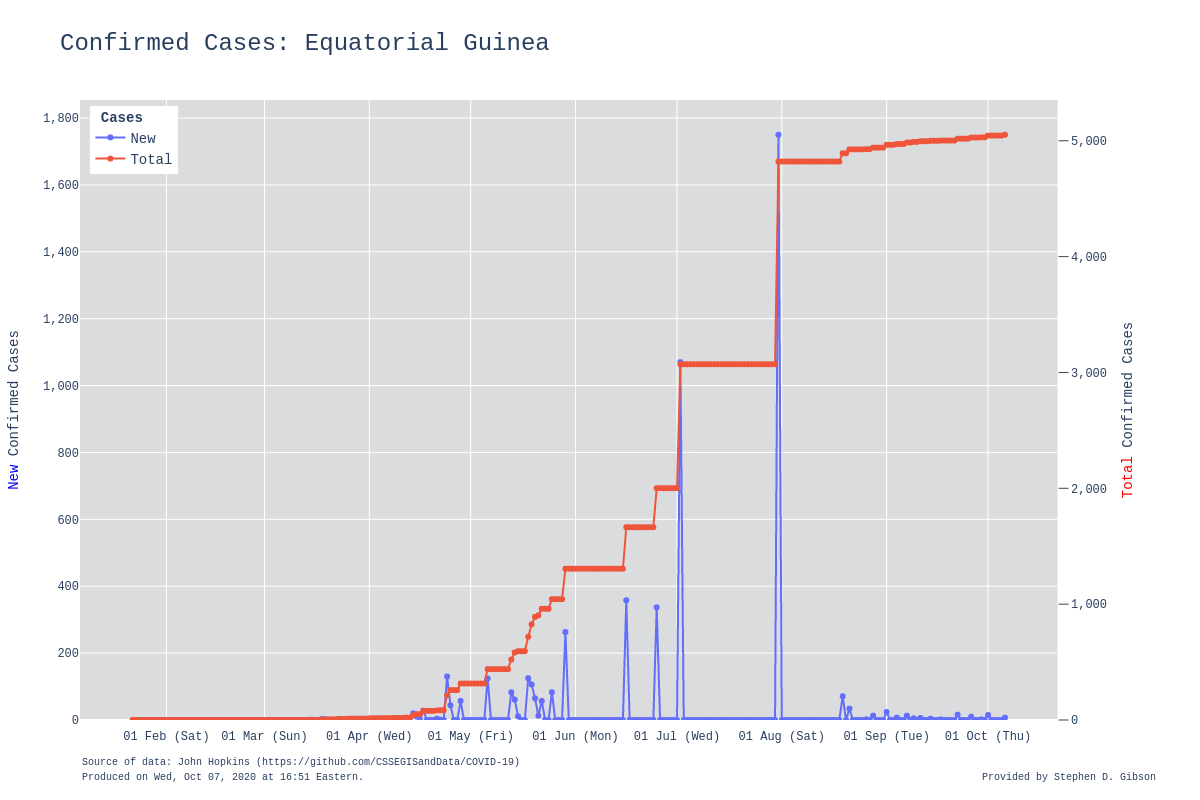 Confirmed Cases: Equatorial Guinea
Cases
New
Total
1,800
1,600
1,400
1,200
1,000
800
600
400
200
0
5,000
4,000
3,000
2,000
1,000
0
New Confirmed Cases
Total Confirmed Cases
01 Feb (Sat)
01 Mar (Sun)
01 Apr (Wed)
01 May (Fri)
01 Jun (Mon)
01 Jul (Wed)
01 Aug (Sat)
01 Sep (Tue)
01 Oct (Thu)
Source of data: John Hopkins (https://github.com/CSSEGISandData/COVID-19)
Produced on Wed, Oct 07, 2020 at 16:51 Eastern.
Provided by Stephen D. Gibson